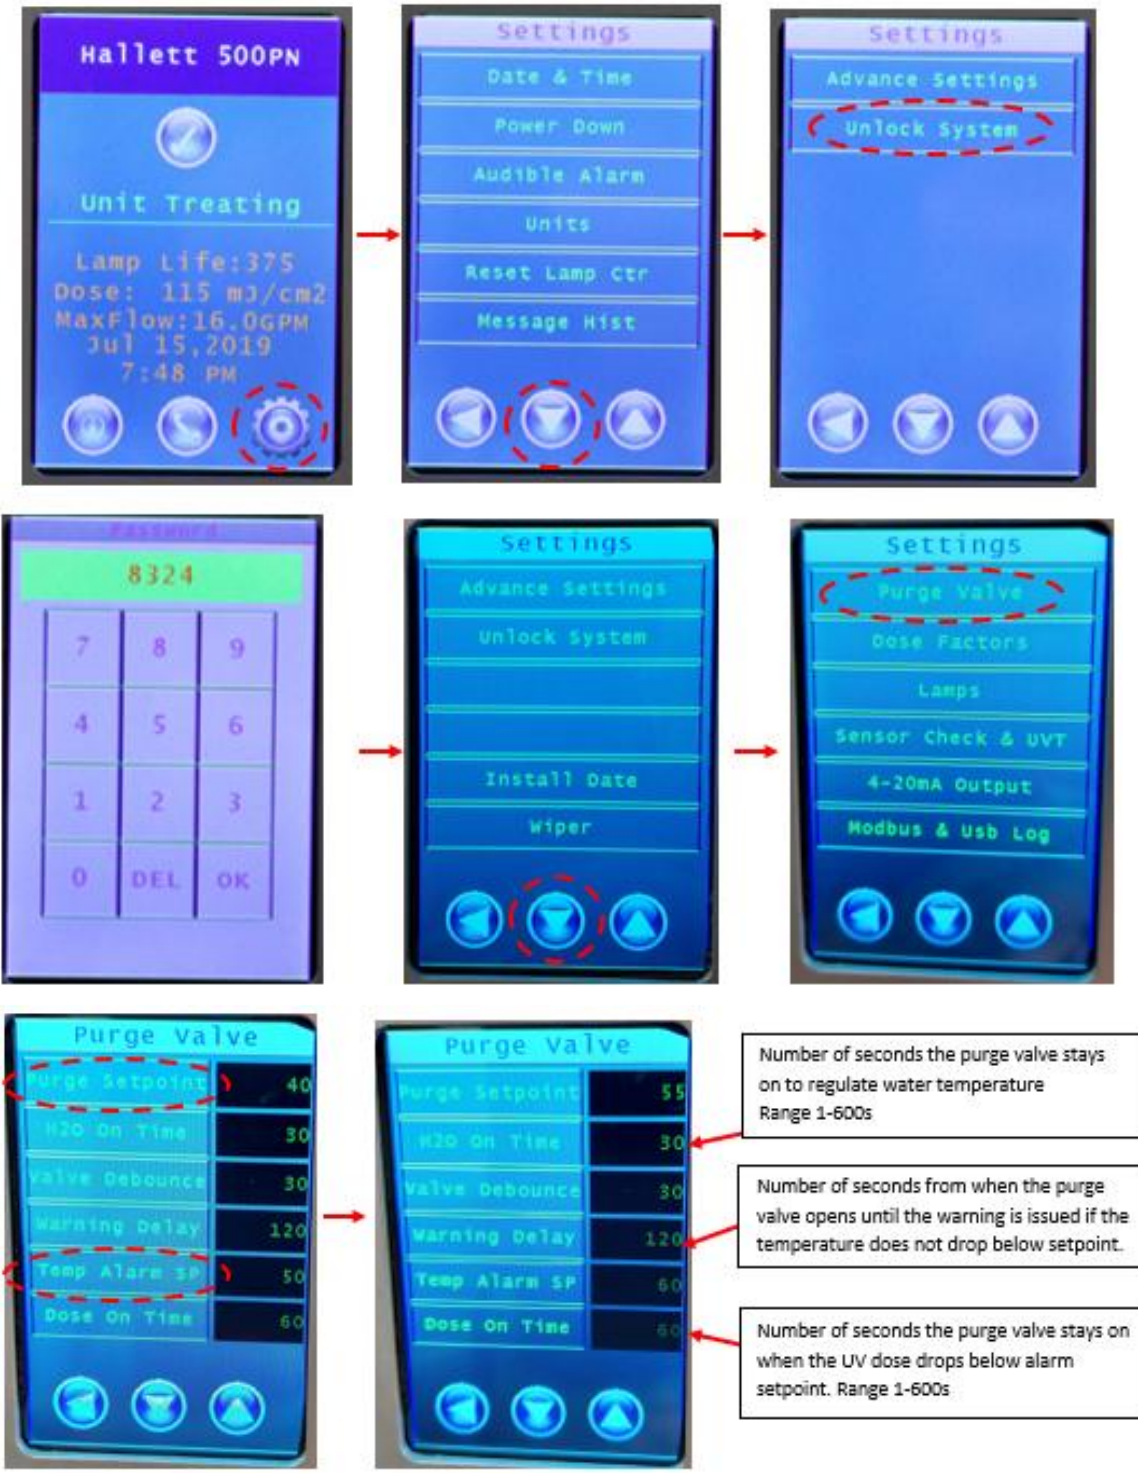 Hallett 500PN
Unit Treating
Lamp Life:375
Dose: 115 mJ/cm2
MaxFlow:16.0GPM
Jul 15,2019
7:48 PM
Settings
Date & Time
Power Down
Audible Alarm
Units
Reset Lamp Ctr
Message Hist
Settings
Advance Settings
Unlock System
Password
8324
7 8 9
4 5 6
1 2 3
0 DEL OK
Settings
Advance Settings
Unlock System
Install Date
Wiper
Settings
Purge Valve
Dose Factors
Lamps
Sensor Check & UVT
4-20mA Output
Modbus & Usb Log
Purge Valve
Purge Setpoint 40
H2O On Time 30
Valve Debounce 30
Warning Delay 120
Temp Alarm SP 50
Dose On Time 60
Purge Valve
Purge Setpoint 55
H2O On Time 30
Valve Debounce 30
Warning Delay 120
Temp Alarm SP 60
Dose On Time 60
Number of seconds the purge valve stays
on to regulate water temperature
Range 1-600s
Number of seconds from when the purge
valve opens until the warning is issued if the
temperature does not drop below setpoint.
Number of seconds the purge valve stays on
when the UV dose drops below alarm
setpoint. Range 1-600s